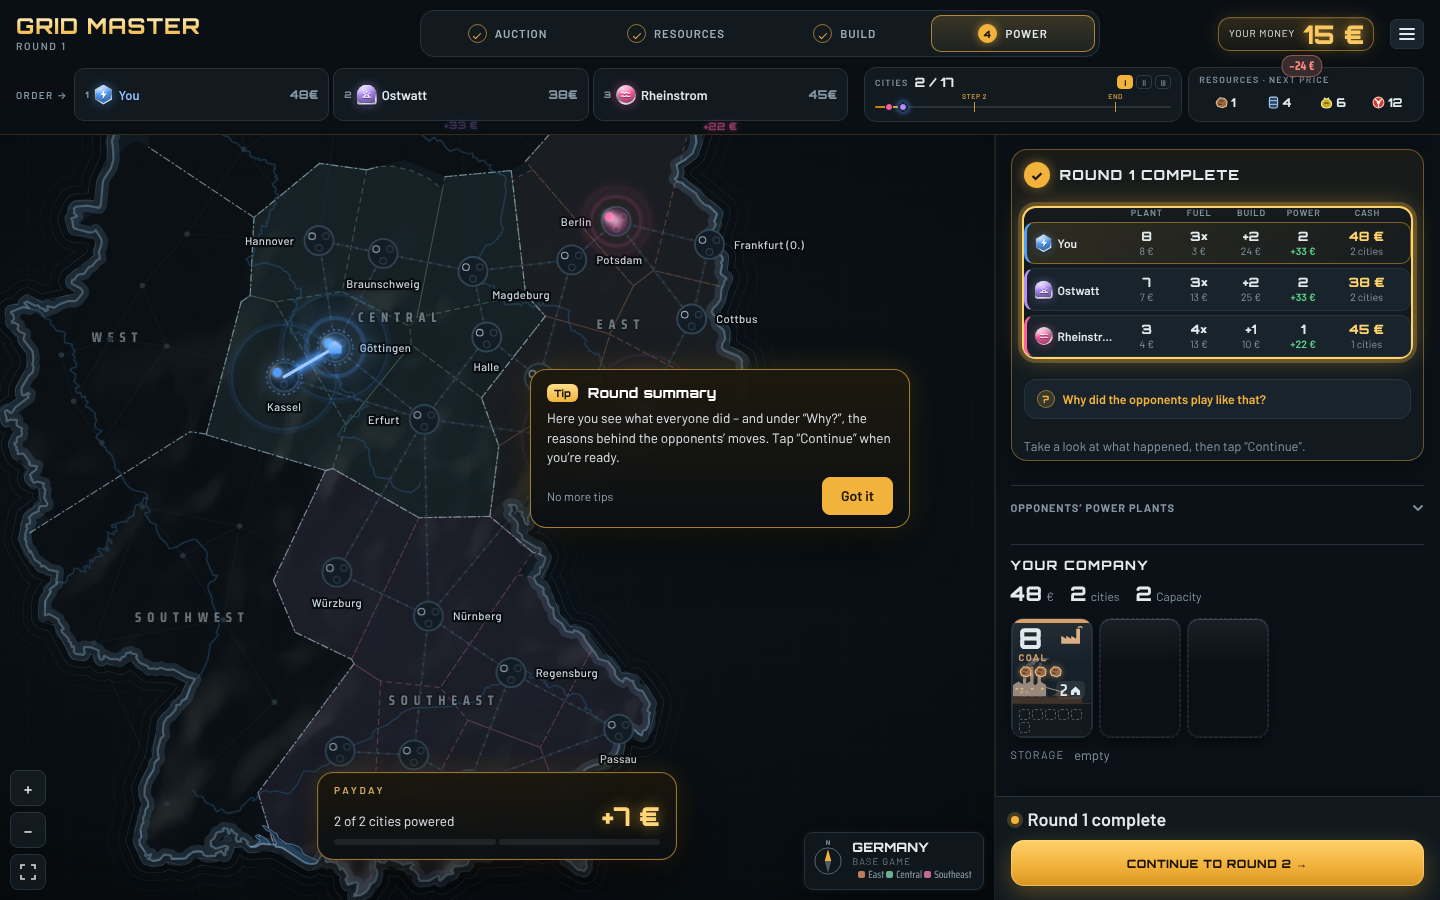 GRID MASTER
ROUND 1
AUCTION
RESOURCES
BUILD
4 POWER
YOUR MONEY 15 €
-24 €
ORDER →
1 You 48€
2 Ostwatt 38€
3 Rheinstrom 45€
+33 €
+22 €
CITIES 2 / 17
I II III
STEP 2
END
RESOURCES · NEXT PRICE
1 4 6 12
Berlin
Hannover
Frankfurt (O.)
Potsdam
Braunschweig
Magdeburg
CENTRAL
EAST
Cottbus
WEST
Göttingen
Halle
Kassel
Erfurt
Würzburg
Nürnberg
SOUTHWEST
Regensburg
SOUTHEAST
Passau
Tip Round summary
Here you see what everyone did – and under “Why?”, the
reasons behind the opponents’ moves. Tap “Continue” when
you’re ready.
No more tips
Got it
PAYDAY
2 of 2 cities powered
+7 €
+
−
N
GERMANY
BASE GAME
East Central Southeast
ROUND 1 COMPLETE
PLANT FUEL BUILD POWER CASH
You 8 3x +2 2 48 €
8 € 3 € 24 € +33 € 2 cities
Ostwatt 7 3x +2 2 38 €
7 € 13 € 25 € +33 € 2 cities
Rheinstr... 3 4x +1 1 45 €
4 € 13 € 10 € +22 € 1 cities
? Why did the opponents play like that?
Take a look at what happened, then tap “Continue”.
OPPONENTS’ POWER PLANTS
YOUR COMPANY
48 € 2 cities 2 Capacity
8
COAL
2
STORAGE empty
Round 1 complete
CONTINUE TO ROUND 2 →